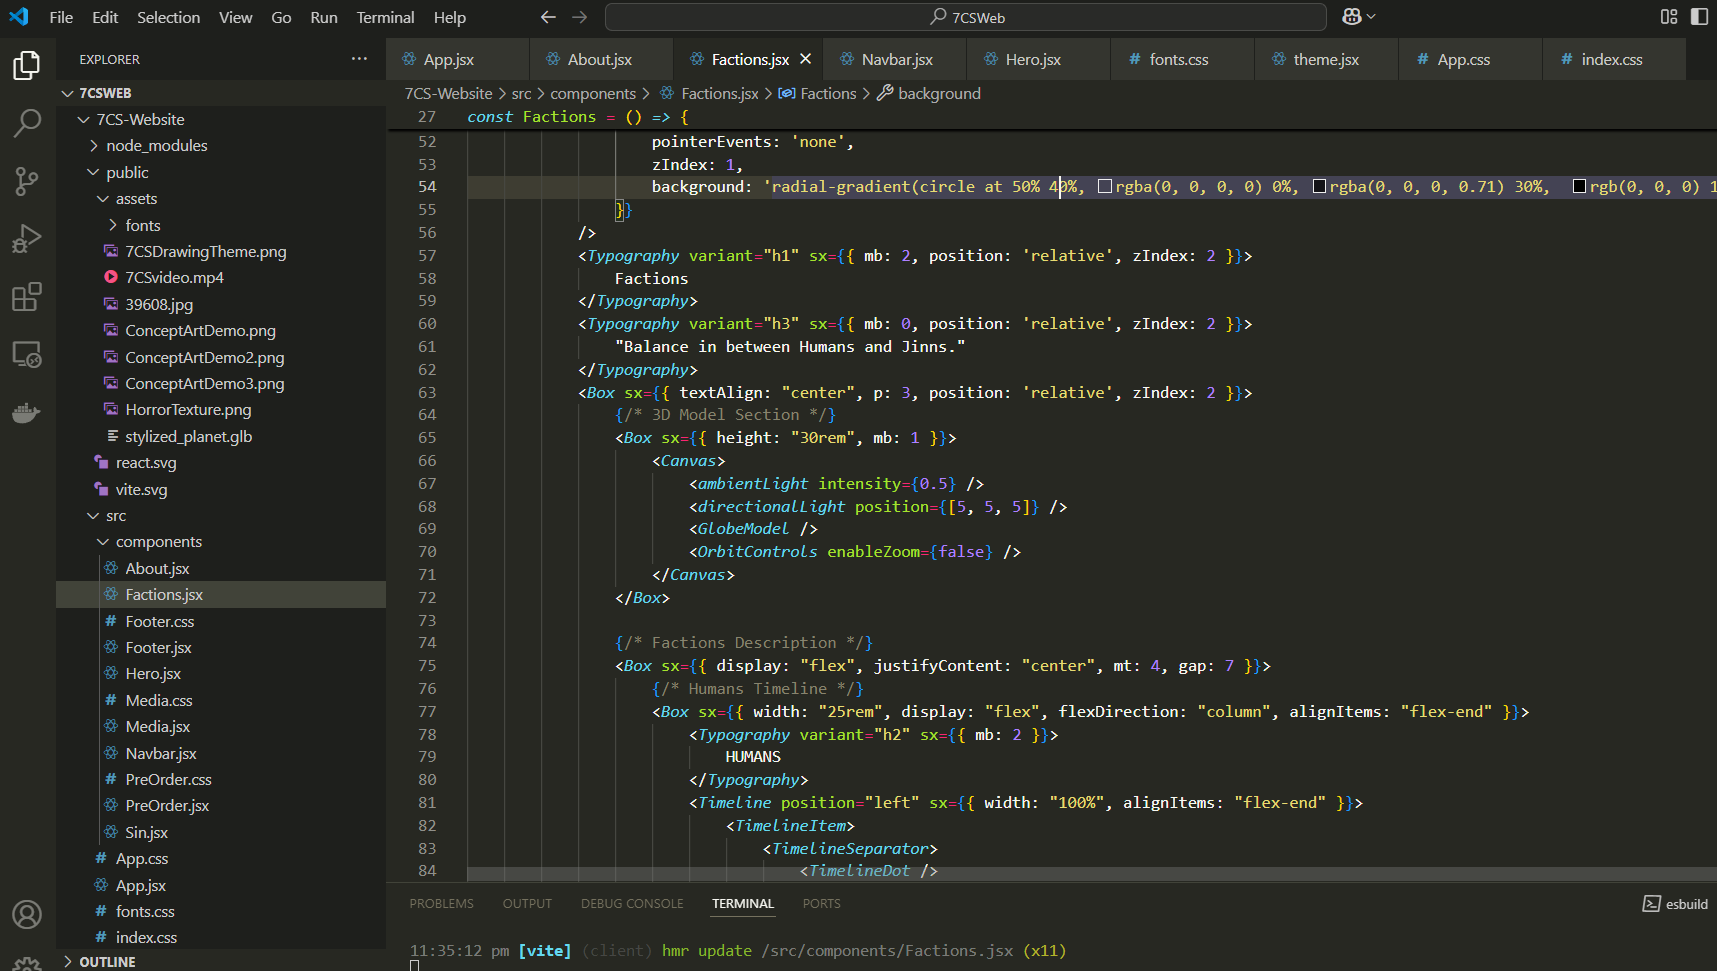 File Edit Selection View Go Run Terminal Help
7CSWeb
EXPLORER
7CSWEB
7CS-Website
node_modules
public
assets
fonts
7CSDrawingTheme.png
7CSvideo.mp4
39608.jpg
ConceptArtDemo.png
ConceptArtDemo2.png
ConceptArtDemo3.png
HorrorTexture.png
stylized_planet.glb
react.svg
vite.svg
src
components
About.jsx
Factions.jsx
Footer.css
Footer.jsx
Hero.jsx
Media.css
Media.jsx
Navbar.jsx
PreOrder.css
PreOrder.jsx
Sin.jsx
App.css
App.jsx
fonts.css
index.css
OUTLINE
App.jsx About.jsx Factions.jsx Navbar.jsx Hero.jsx fonts.css theme.jsx App.css index.css
7CS-Website > src > components > Factions.jsx > Factions > background
27 const Factions = () => {
52 pointerEvents: 'none',
53 zIndex: 1,
54 background: 'radial-gradient(circle at 50% 40%, rgba(0, 0, 0, 0) 0%, rgba(0, 0, 0, 0.71) 30%, rgb(0, 0, 0) 1
55 }}
56 />
57 <Typography variant="h1" sx={{ mb: 2, position: 'relative', zIndex: 2 }}>
58 Factions
59 </Typography>
60 <Typography variant="h3" sx={{ mb: 0, position: 'relative', zIndex: 2 }}>
61 "Balance in between Humans and Jinns."
62 </Typography>
63 <Box sx={{ textAlign: "center", p: 3, position: 'relative', zIndex: 2 }}>
64 {/* 3D Model Section */}
65 <Box sx={{ height: "30rem", mb: 1 }}>
66 <Canvas>
67 <ambientLight intensity={0.5} />
68 <directionalLight position={[5, 5, 5]} />
69 <GlobeModel />
70 <OrbitControls enableZoom={false} />
71 </Canvas>
72 </Box>
73
74 {/* Factions Description */}
75 <Box sx={{ display: "flex", justifyContent: "center", mt: 4, gap: 7 }}>
76 {/* Humans Timeline */}
77 <Box sx={{ width: "25rem", display: "flex", flexDirection: "column", alignItems: "flex-end" }}>
78 <Typography variant="h2" sx={{ mb: 2 }}>
79 HUMANS
80 </Typography>
81 <Timeline position="left" sx={{ width: "100%", alignItems: "flex-end" }}>
82 <TimelineItem>
83 <TimelineSeparator>
84 <TimelineDot />
PROBLEMS OUTPUT DEBUG CONSOLE TERMINAL PORTS
esbuild
11:35:12 pm [vite] (client) hmr update /src/components/Factions.jsx (x11)